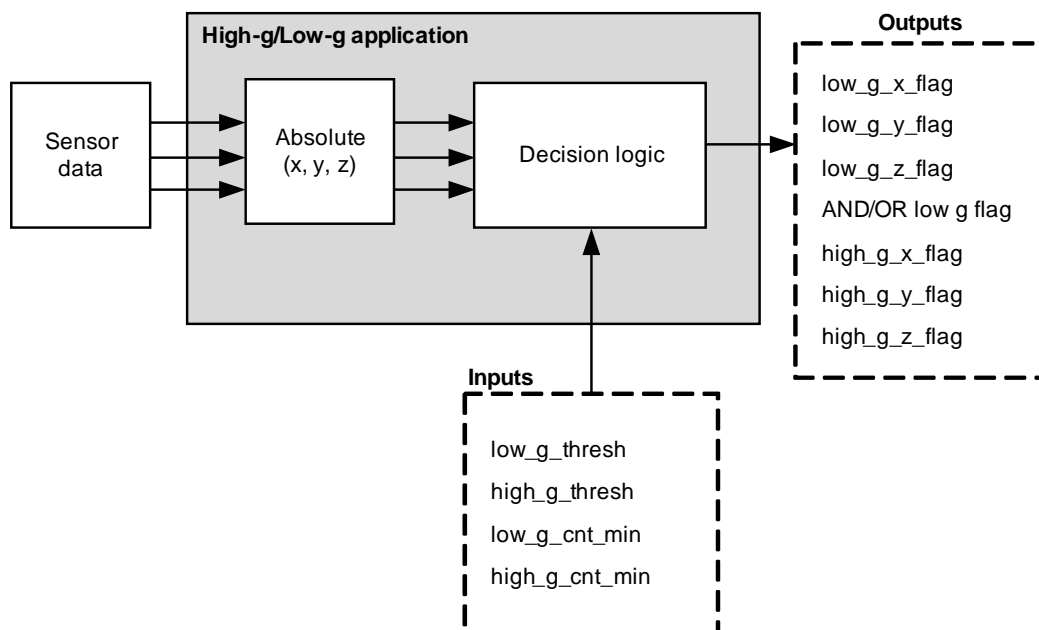 Outputs
High-g/Low-g application
Sensor
data
Absolute
(x, y, z)
Decision logic
low_g_x_flag
low_g_y_flag
low_g_z_flag
AND/OR low g flag
high_g_x_flag
high_g_y_flag
high_g_z_flag
Inputs
low_g_thresh
high_g_thresh
low_g_cnt_min
high_g_cnt_min